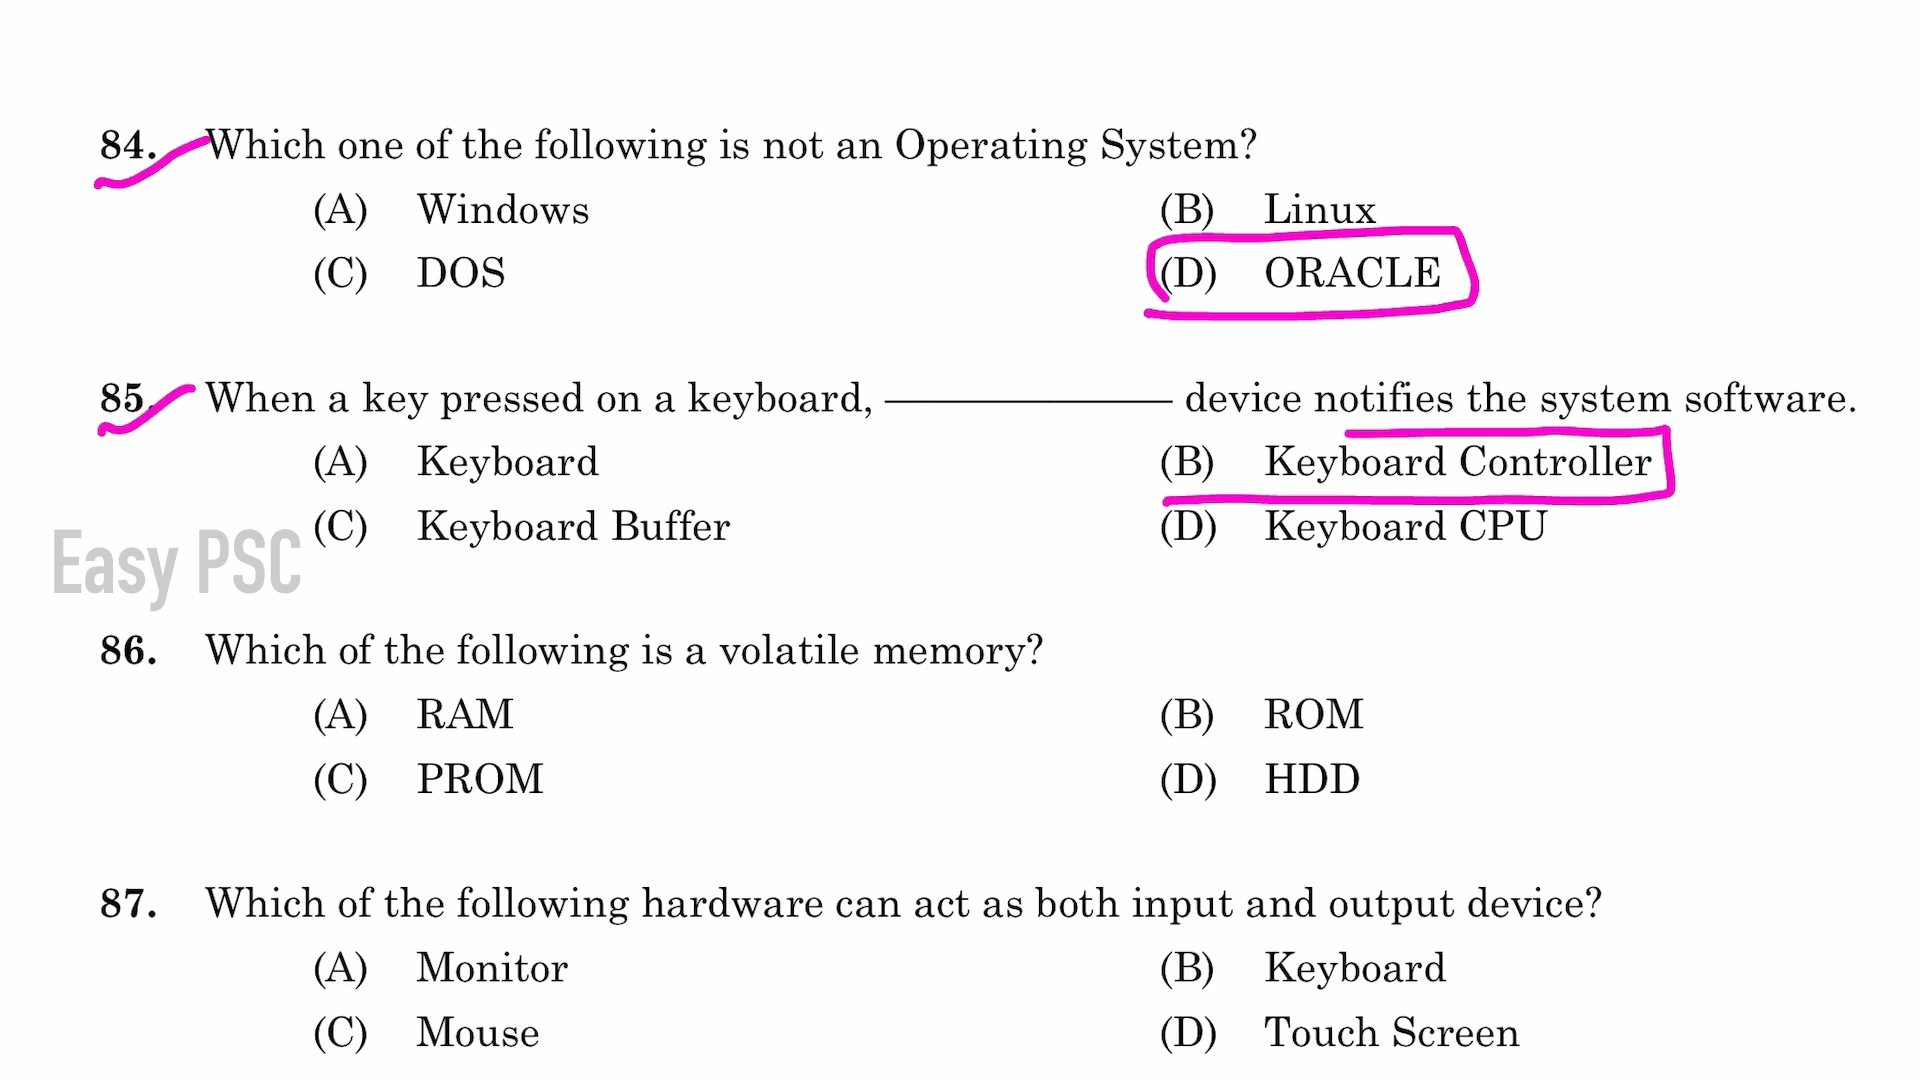 84. Which one of the following is not an Operating System?
(A) Windows (B) Linux
(C) DOS (D) ORACLE
85. When a key pressed on a keyboard, ———————— device notifies the system software.
(A) Keyboard (B) Keyboard Controller
(C) Keyboard Buffer (D) Keyboard CPU
Easy PSC
86. Which of the following is a volatile memory?
(A) RAM (B) ROM
(C) PROM (D) HDD
87. Which of the following hardware can act as both input and output device?
(A) Monitor (B) Keyboard
(C) Mouse (D) Touch Screen